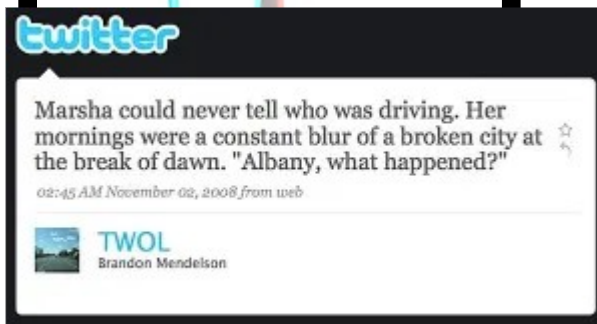 twitter
Marsha could never tell who was driving. Her
mornings were a constant blur of a broken city at
the break of dawn. "Albany, what happened?"
02:45 AM November 02, 2008 from web
TWOL
Brandon Mendelson